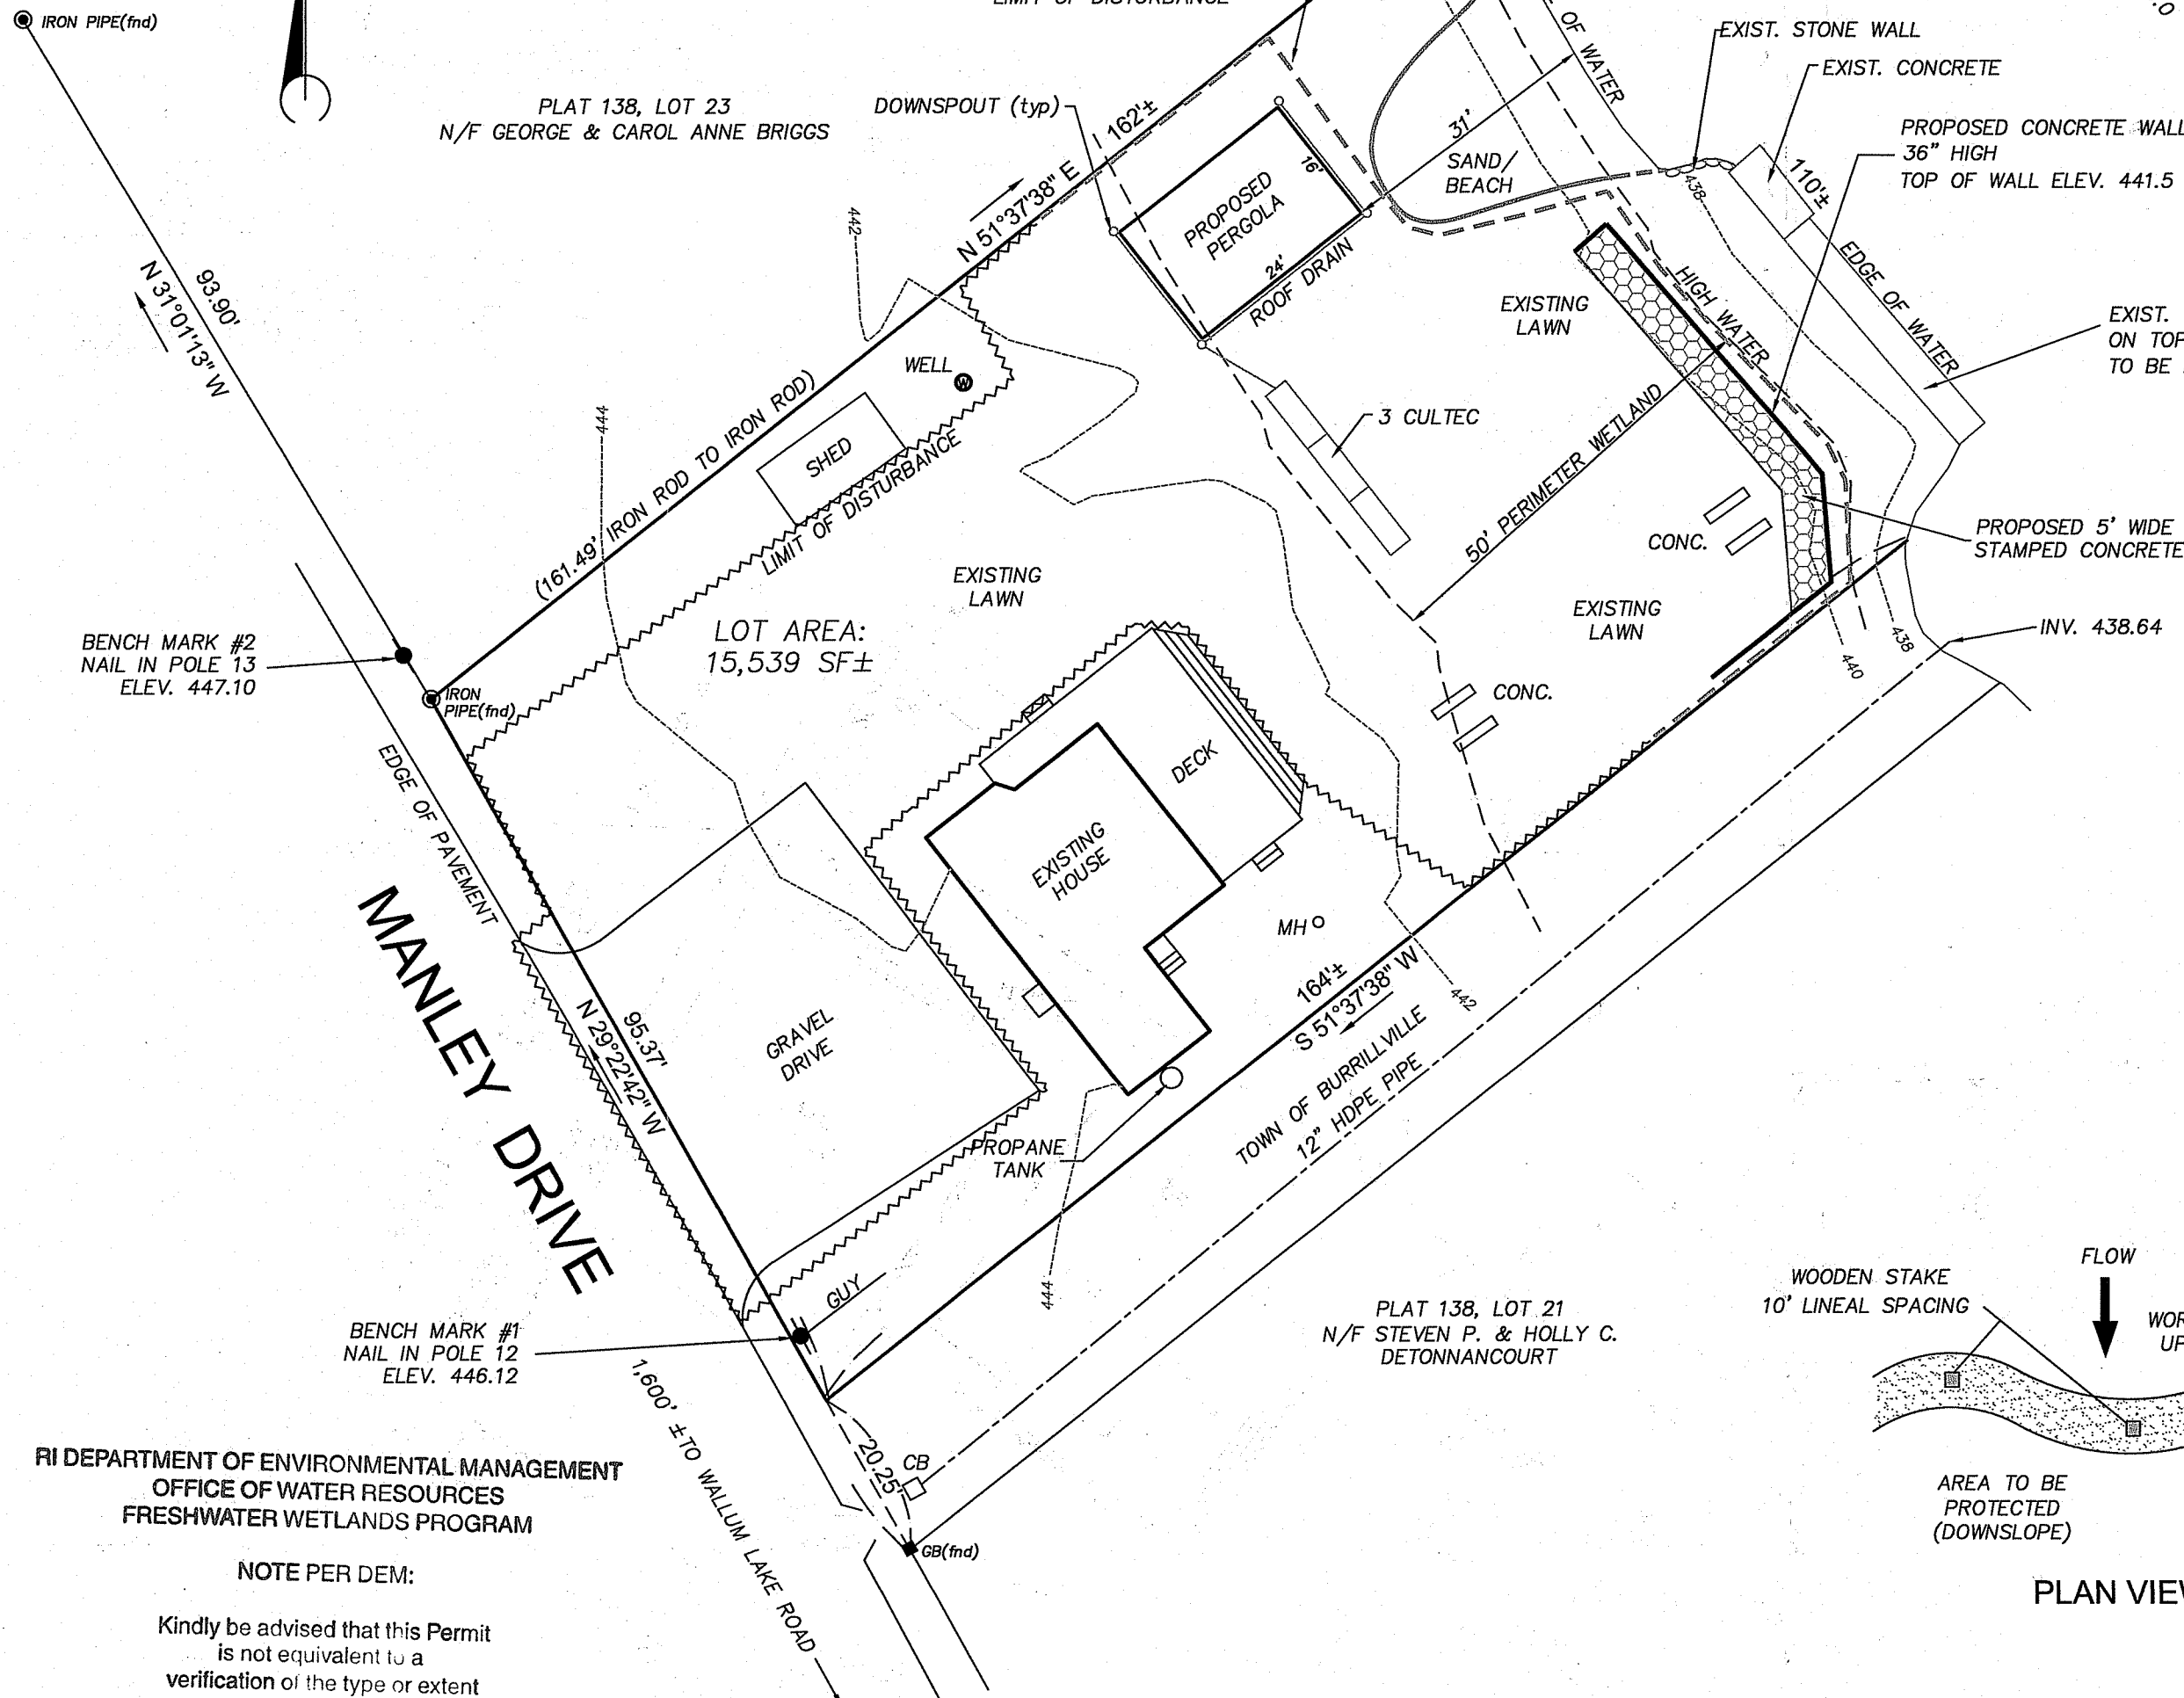 IRON PIPE(fnd)
LIMIT OF DISTURBANCE
OF WATER
EXIST. STONE WALL
EXIST. CONCRETE
PLAT 138, LOT 23
N/F GEORGE & CAROL ANNE BRIGGS
DOWNSPOUT (typ)
162'±
N 51°37'38" E
31'
SAND/
BEACH
16'
PROPOSED
PERGOLA
24'
ROOF DRAIN
110'±
438
PROPOSED CONCRETE WALL
36" HIGH
TOP OF WALL ELEV. 441.5
EDGE OF WATER
HIGH WATER
EXISTING
LAWN
EXIST.
ON TOP
TO BE
93.90'
N 31°01'13" W
442
WELL
W
3 CULTEC
50' PERIMETER WETLAND
444
(161.49' IRON ROD TO IRON ROD)
SHED
LIMIT OF DISTURBANCE
EXISTING
LAWN
CONC.
PROPOSED 5' WIDE
STAMPED CONCRETE
EXISTING
LAWN
INV. 438.64
438
440
LOT AREA:
15,539 SF±
BENCH MARK #2
NAIL IN POLE 13
ELEV. 447.10
IRON
PIPE(fnd)
CONC.
DECK
EDGE OF PAVEMENT
EXISTING
HOUSE
MH
164'±
S 51°37'38" W
442
MANLEY DRIVE
95.37'
N 29°22'42" W
GRAVEL
DRIVE
TOWN OF BURRILLVILLE
12" HDPE PIPE
PROPANE
TANK
444
GUY
BENCH MARK #1
NAIL IN POLE 12
ELEV. 446.12
PLAT 138, LOT 21
N/F STEVEN P. & HOLLY C.
DETONNANCOURT
WOODEN STAKE
10' LINEAL SPACING
FLOW
WOR
UP
1,600' ± TO WALLUM LAKE ROAD
20.25'
CB
GB(fnd)
AREA TO BE
PROTECTED
(DOWNSLOPE)
PLAN VIEW
RI DEPARTMENT OF ENVIRONMENTAL MANAGEMENT
OFFICE OF WATER RESOURCES
FRESHWATER WETLANDS PROGRAM
NOTE PER DEM:
Kindly be advised that this Permit
is not equivalent to a
verification of the type or extent